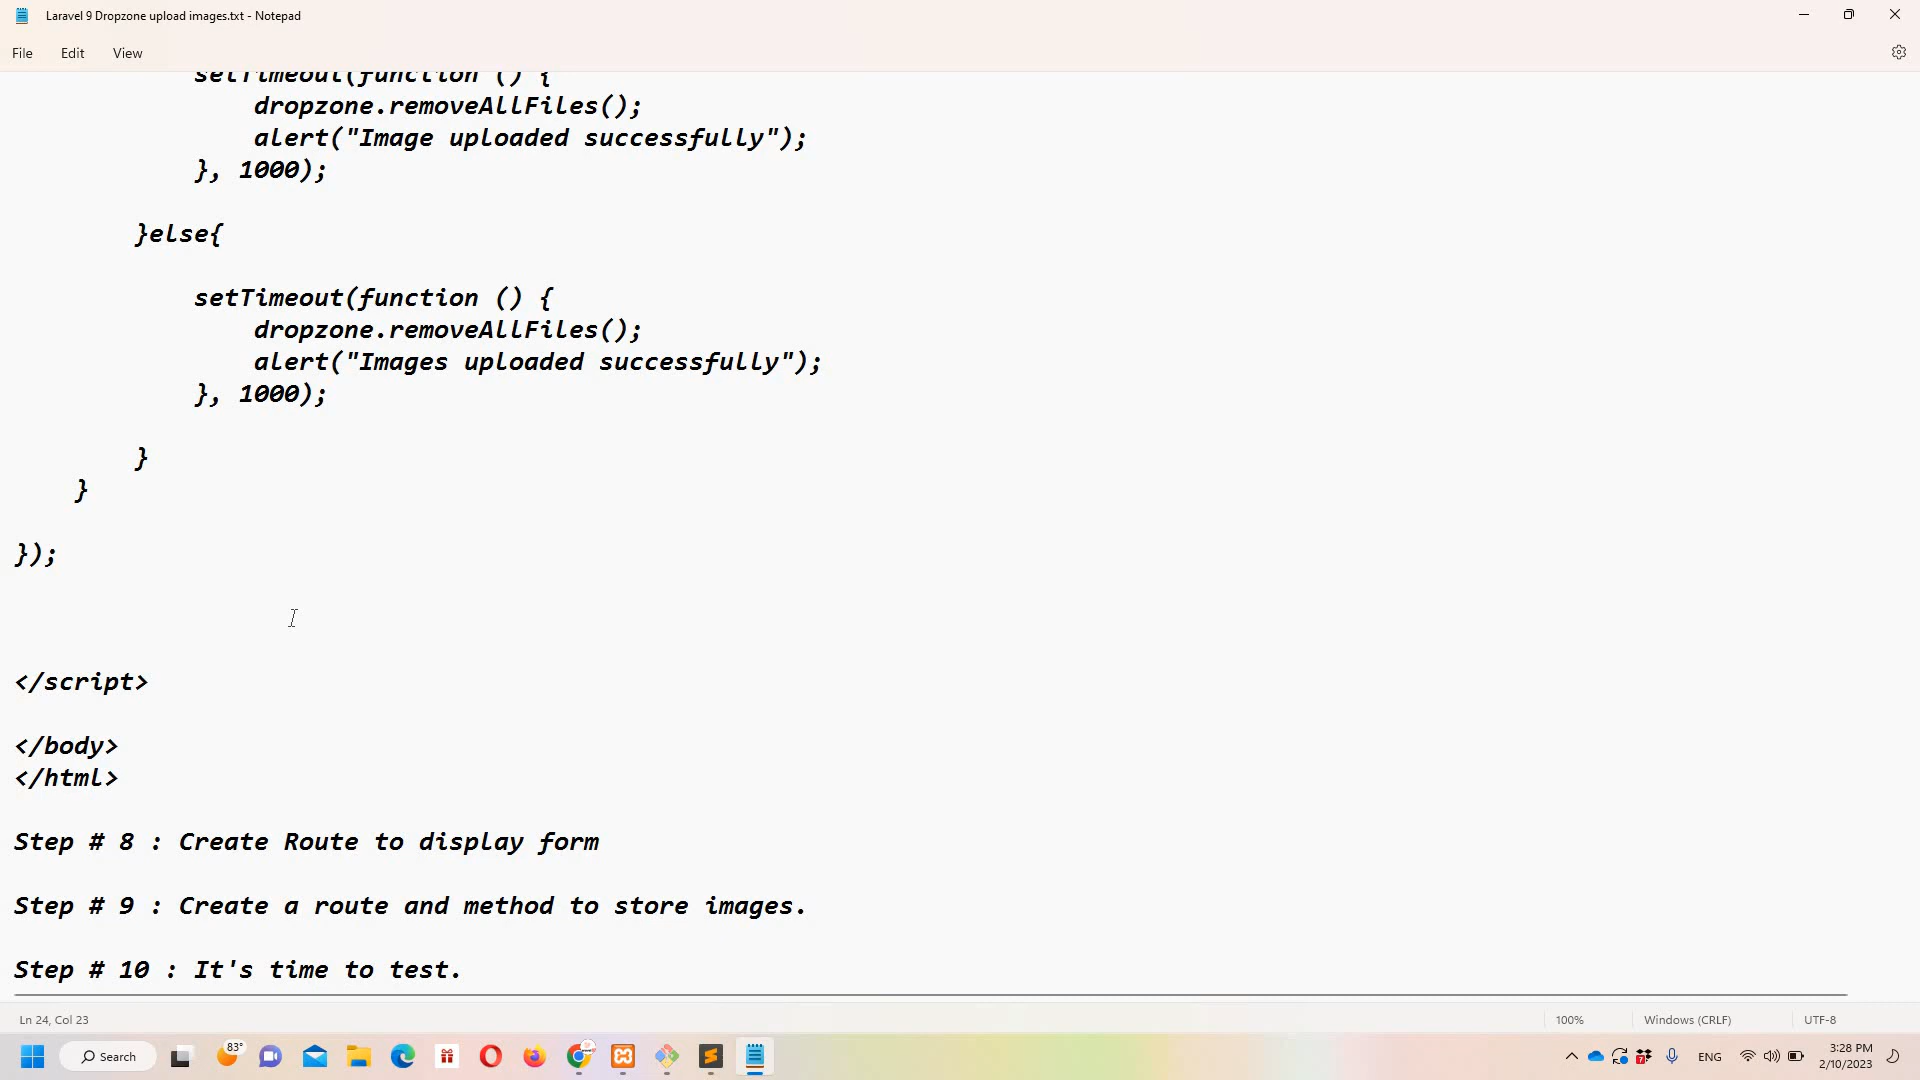 Laravel 9 Dropzone upload images.txt - Notepad
File Edit View
setTimeout(function () {
dropzone.removeAllFiles();
alert("Image uploaded successfully");
}, 1000);
}else{
setTimeout(function () {
dropzone.removeAllFiles();
alert("Images uploaded successfully");
}, 1000);
}
}
});
</script>
</body>
</html>
Step # 8 : Create Route to display form
Step # 9 : Create a route and method to store images.
Step # 10 : It's time to test.
Ln 24, Col 23 100% Windows (CRLF) UTF-8
Search 83° ENG 3:28 PM
2/10/2023